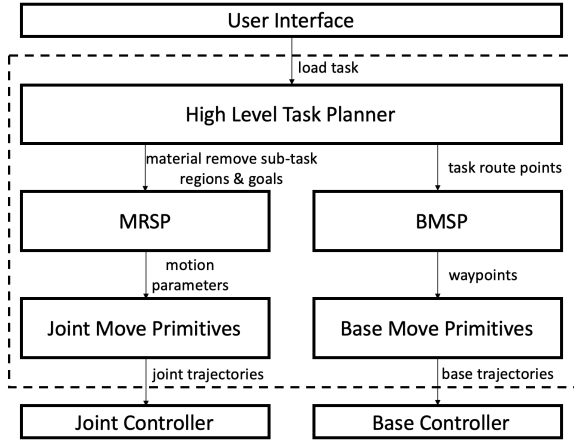 User Interface
load task
High Level Task Planner
material remove sub-task
regions & goals
task route points
MRSP
BMSP
motion
parameters
waypoints
Joint Move Primitives
Base Move Primitives
joint trajectories
base trajectories
Joint Controller
Base Controller